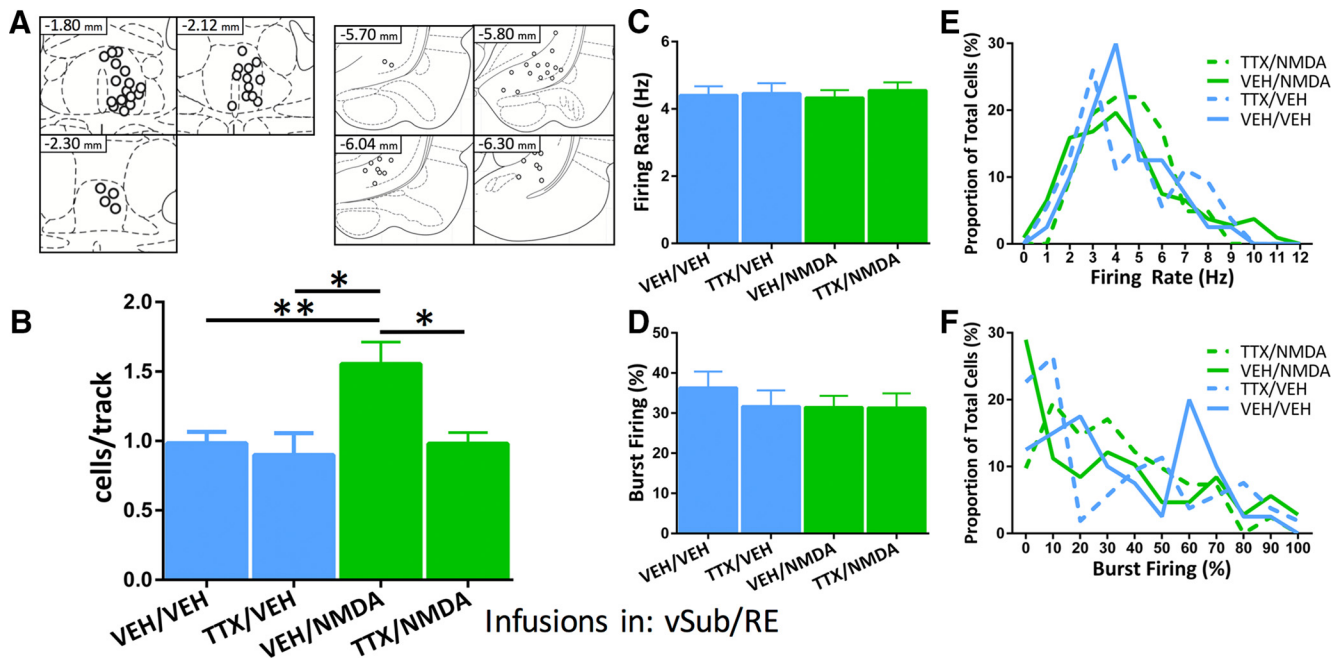 A
-1.80 mm
-2.12 mm
-2.30 mm
-5.70 mm
-5.80 mm
-6.04 mm
-6.30 mm
B
cells/track
2.0
1.5
1.0
0.5
0.0
*
**
*
VEH/VEH
TTX/VEH
VEH/NMDA
TTX/NMDA
Infusions in: vSub/RE
C
Firing Rate (Hz)
6
4
2
0
VEH/VEH
TTX/VEH
VEH/NMDA
TTX/NMDA
D
Burst Firing (%)
50
40
30
20
10
0
VEH/VEH
TTX/VEH
VEH/NMDA
TTX/NMDA
E
Proportion of Total Cells (%)
30
20
10
0
TTX/NMDA
VEH/NMDA
TTX/VEH
VEH/VEH
0 1 2 3 4 5 6 7 8 9 10 11 12
Firing Rate (Hz)
F
Proportion of Total Cells (%)
30
20
10
0
TTX/NMDA
VEH/NMDA
TTX/VEH
VEH/VEH
0 10 20 30 40 50 60 70 80 90 100
Burst Firing (%)